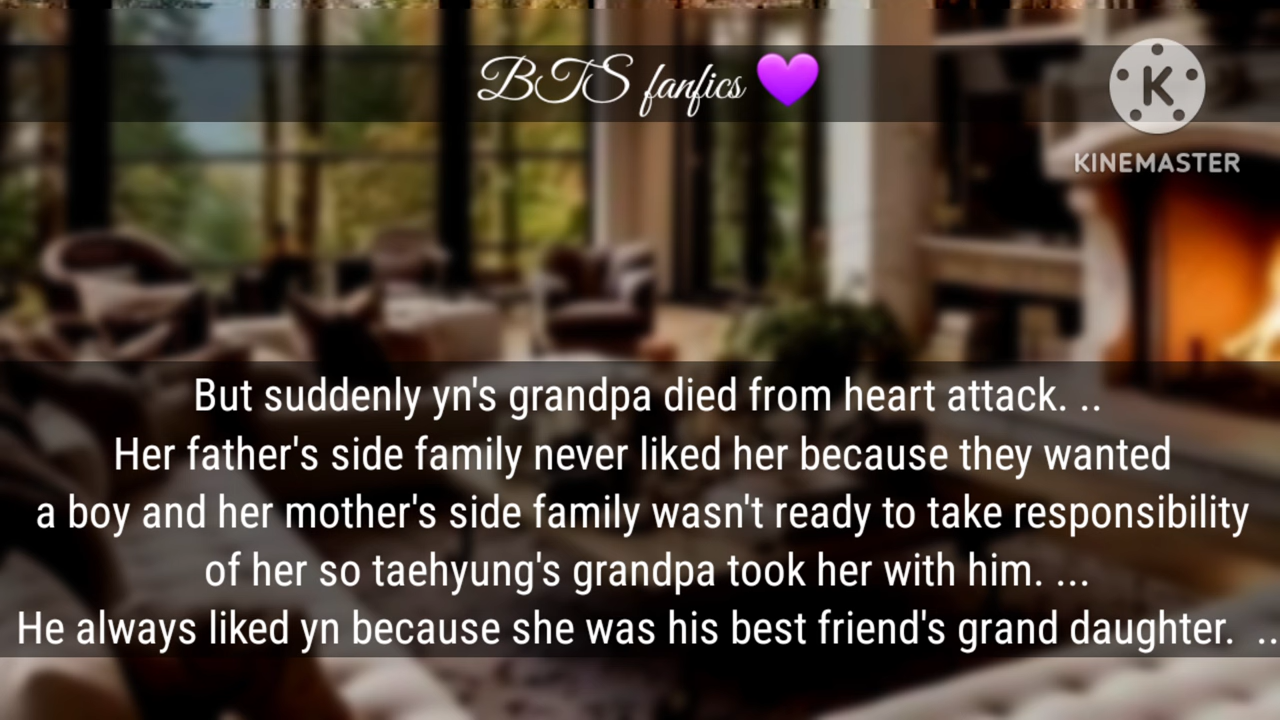 BTS fanfics 💜
K
KINEMASTER
But suddenly yn's grandpa died from heart attack. ..
Her father's side family never liked her because they wanted
a boy and her mother's side family wasn't ready to take responsibility
of her so taehyung's grandpa took her with him. ...
He always liked yn because she was his best friend's grand daughter.  ..